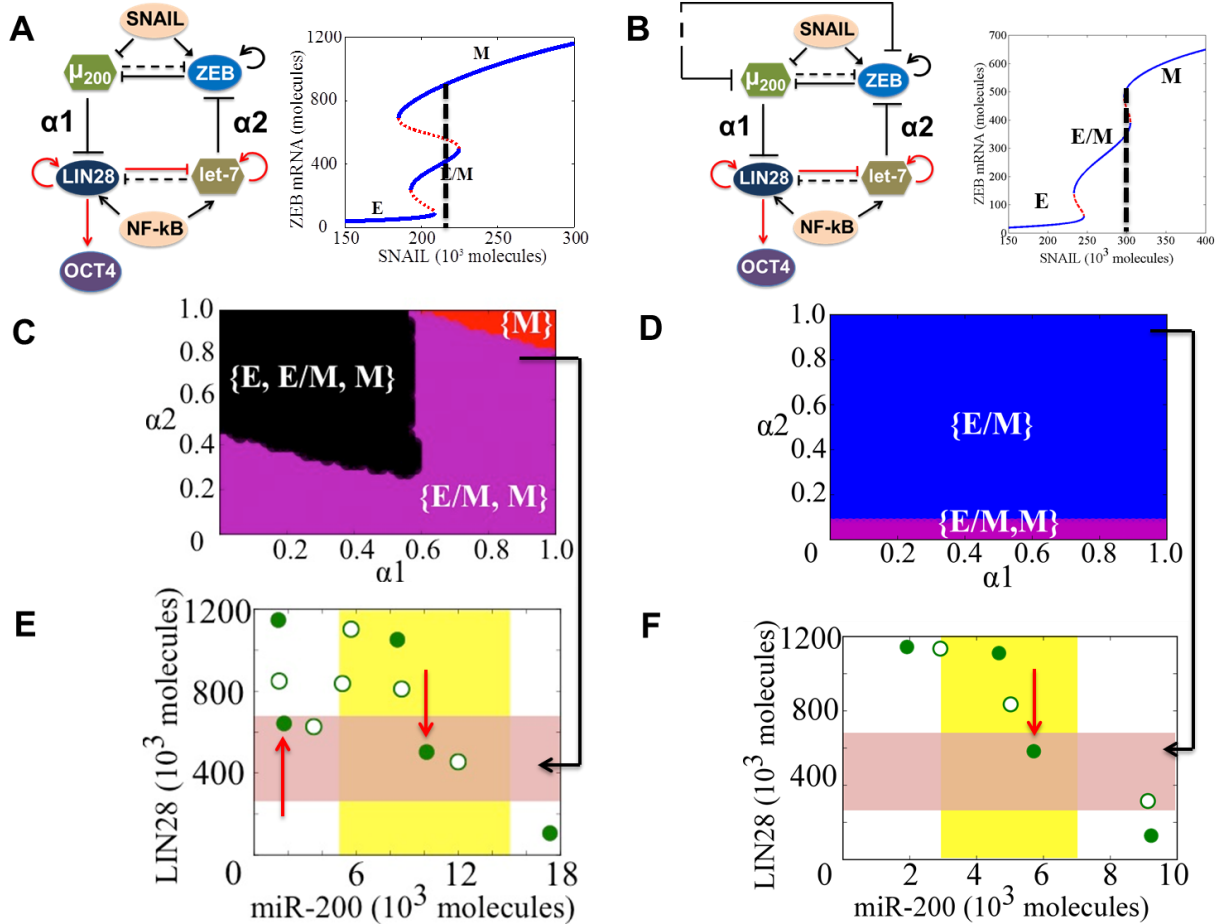 A
SNAIL
μ200
ZEB
α1
α2
LIN28
let-7
NF-kB
OCT4
ZEB mRNA (molecules)
1200
800
400
0
M
E/M
E
150
200
250
300
SNAIL (10³ molecules)
B
SNAIL
μ200
ZEB
α1
α2
LIN28
let-7
NF-kB
OCT4
ZEB mRNA (molecules)
700
600
500
400
300
200
100
0
M
E/M
E
150
200
250
300
350
400
SNAIL (10³ molecules)
C
1.0
0.8
0.6
0.4
0.2
0
α2
{M}
{E, E/M, M}
{E/M, M}
0.2
0.4
0.6
0.8
1.0
α1
D
1.0
0.8
0.6
0.4
0.2
0
α2
{E/M}
{E/M,M}
0.2
0.4
0.6
0.8
1.0
α1
E
LIN28 (10³ molecules)
1200
800
400
0
6
12
18
miR-200 (10³ molecules)
F
LIN28 (10³ molecules)
1200
800
400
0
2
4
6
8
10
miR-200 (10³ molecules)